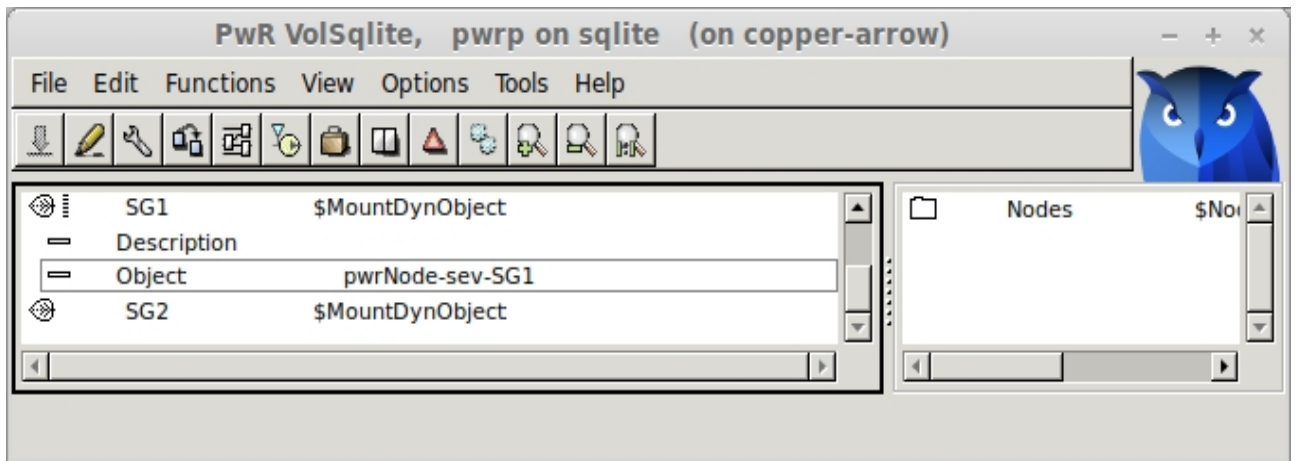 PwR VolSqlite, pwrp on sqlite (on copper-arrow)
File Edit Functions View Options Tools Help
SG1 $MountDynObject
Description
Object pwrNode-sev-SG1
SG2 $MountDynObject
Nodes $No